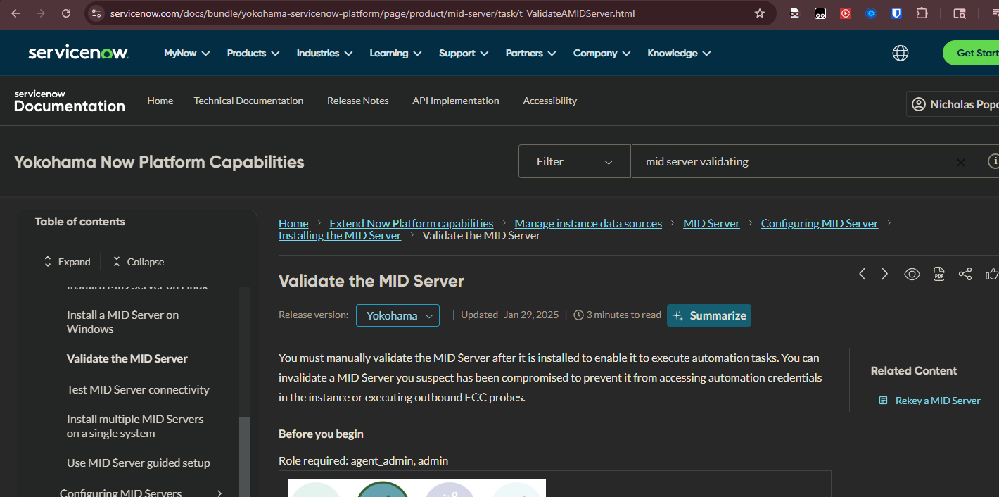 servicenow.com/docs/bundle/yokohama-servicenow-platform/page/product/mid-server/task/t_ValidateAMIDServer.html
servicenow
MyNow Products Industries Learning Support Partners Company Knowledge Get Start
servicenow
Documentation
Home Technical Documentation Release Notes API Implementation Accessibility
Nicholas Popo
Yokohama Now Platform Capabilities
Filter
mid server validating
Table of contents
Expand Collapse
Install a MID Server on Linux
Install a MID Server on
Windows
Validate the MID Server
Test MID Server connectivity
Install multiple MID Servers
on a single system
Use MID Server guided setup
Configuring MID Servers
Home > Extend Now Platform capabilities > Manage instance data sources > MID Server > Configuring MID Server >
Installing the MID Server > Validate the MID Server
PDF
Validate the MID Server
Release version: Yokohama | Updated Jan 29, 2025 | 3 minutes to read Summarize
You must manually validate the MID Server after it is installed to enable it to execute automation tasks. You can
invalidate a MID Server you suspect has been compromised to prevent it from accessing automation credentials
in the instance or executing outbound ECC probes.
Related Content
Rekey a MID Server
Before you begin
Role required: agent_admin, admin